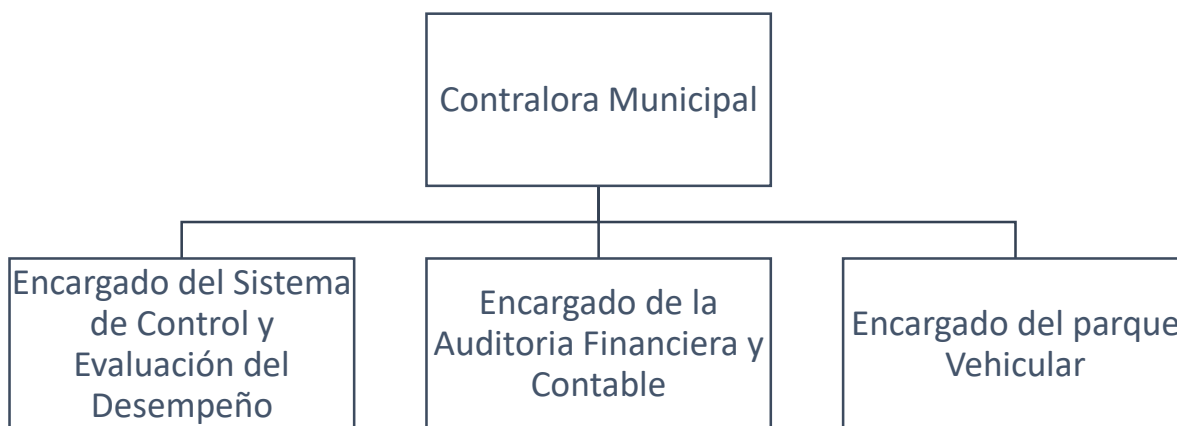 Contralora Municipal
Encargado del Sistema
de Control y
Evaluación del
Desempeño
Encargado de la
Auditoria Financiera y
Contable
Encargado del parque
Vehicular